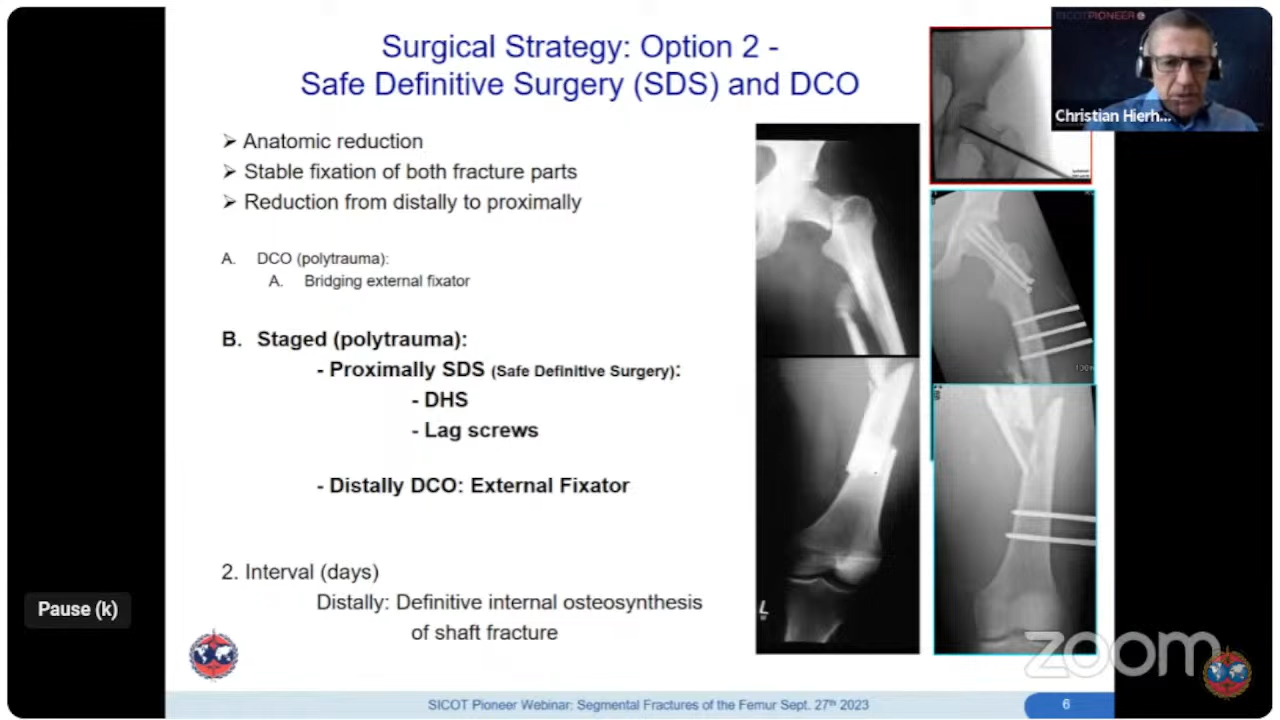 Surgical Strategy: Option 2 -
Safe Definitive Surgery (SDS) and DCO
SICOT PIONEER
Christian Hierh...
➤ Anatomic reduction
➤ Stable fixation of both fracture parts
➤ Reduction from distally to proximally
A. DCO (polytrauma):
A. Bridging external fixator
B. Staged (polytrauma):
- Proximally SDS (Safe Definitive Surgery):
- DHS
- Lag screws
- Distally DCO: External Fixator
2. Interval (days)
Distally: Definitive internal osteosynthesis
of shaft fracture
Pause (k)
L
zoom
SICOT Pioneer Webinar: Segmental Fractures of the Femur Sept. 27th 2023
6